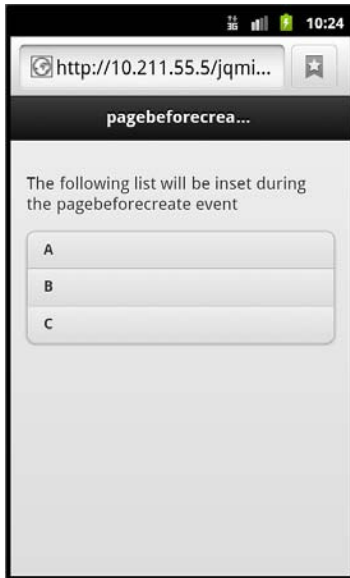 3G 10:24
http://10.211.55.5/jqmi...
pagebeforecrea...
The following list will be inset during
the pagebeforecreate event
A
B
C